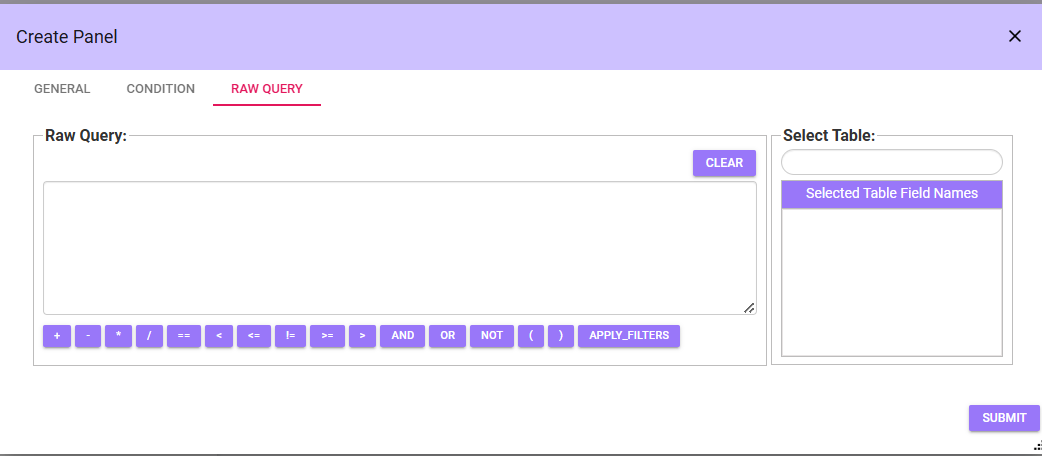 Create Panel
GENERAL CONDITION RAW QUERY
Raw Query:
CLEAR
+ - * / == < <= != >= > AND OR NOT ( ) APPLY_FILTERS
Select Table:
Selected Table Field Names
SUBMIT